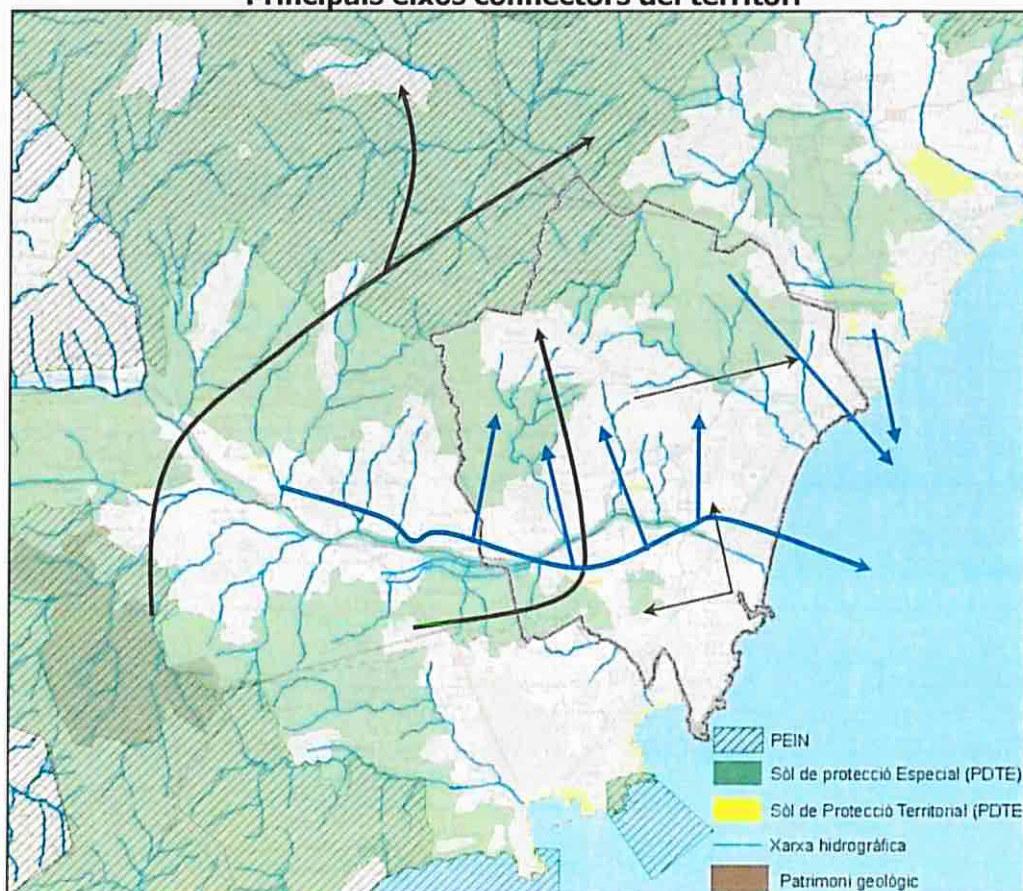 Principals eixos connectors del territori
PEIN
Sòl de protecció Especial (PDTE)
Sòl de Protecció Territorial (PDTE
Xarxa hidrogràfica
Patrimoni geològic